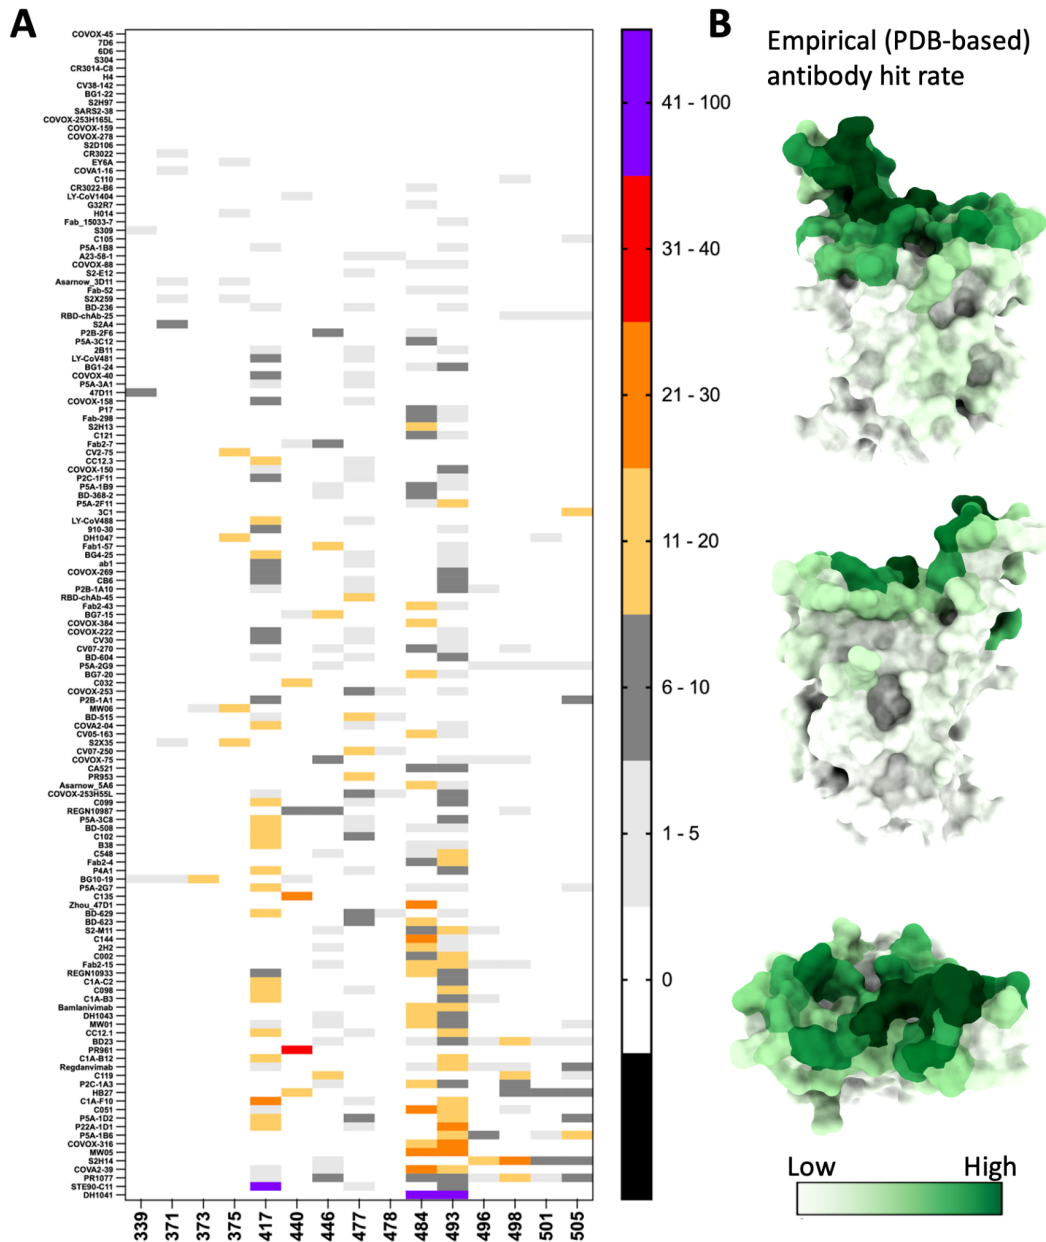 A
B
Empirical (PDB-based)
antibody hit rate
COVOX-45
7D6
6D6
S304
CR3014-C8
H4
CV38-142
BG1-22
S2H97
SARS2-38
COVOX-253H165L
COVOX-159
COVOX-278
S2D106
CR3022
EY6A
COVA1-16
C110
CR3022-B6
LY-CoV1404
G32R7
H014
Fab_15033-7
S309
C105
P5A-1B8
A23-58-1
COVOX-88
S2-E12
Asarnow_3D11
Fab-52
S2X259
BD-236
RBD-chAb-25
S2A4
P2B-2F6
P5A-3C12
2B11
LY-CoV481
BG1-24
COVOX-40
P5A-3A1
47D11
COVOX-158
P17
Fab-298
S2H13
C121
Fab2-7
CV2-75
CC12.3
COVOX-150
P2C-1F11
P5A-1B9
BD-368-2
P5A-2F11
3C1
LY-CoV488
910-30
DH1047
Fab1-57
BG4-25
ab1
COVOX-269
CB6
P2B-1A10
RBD-chAb-45
Fab2-43
BG7-15
COVOX-384
COVOX-222
CV30
CV07-270
BD-604
P5A-2G9
BG7-20
C032
COVOX-253
P2B-1A1
MW06
BD-515
COVA2-04
CV05-163
S2X35
CV07-250
COVOX-75
CA521
PR953
Asarnow_5A6
COVOX-253H55L
C099
REGN10987
P5A-3C8
BD-508
C102
B38
C548
Fab2-4
P4A1
BG10-19
P5A-2G7
C135
Zhou_47D1
BD-629
BD-623
S2-M11
C144
2H2
C002
Fab2-15
REGN10933
C1A-C2
C098
C1A-B3
Bamlanivimab
DH1043
MW01
CC12.1
BD23
PR961
C1A-B12
Regdanvimab
C119
P2C-1A3
HB27
C1A-F10
C051
P5A-1D2
P22A-1D1
P5A-1B6
COVOX-316
MW05
S2H14
COVA2-39
PR1077
STE90-C11
DH1041
339
371
373
375
417
440
446
477
478
484
493
496
498
501
505
41 - 100
31 - 40
21 - 30
11 - 20
6 - 10
1 - 5
0
Low High